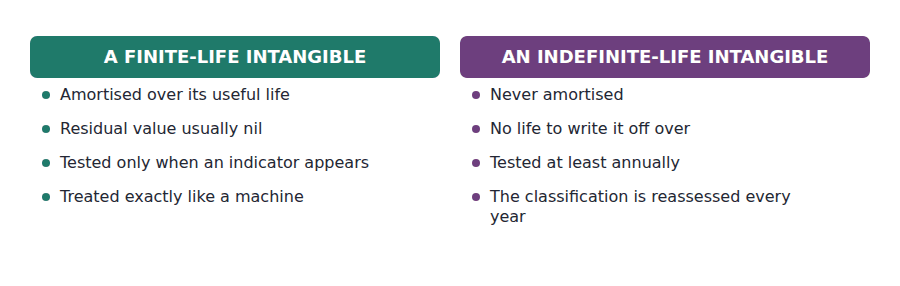 A FINITE-LIFE INTANGIBLE
Amortised over its useful life
Residual value usually nil
Tested only when an indicator appears
Treated exactly like a machine
AN INDEFINITE-LIFE INTANGIBLE
Never amortised
No life to write it off over
Tested at least annually
The classification is reassessed every
year